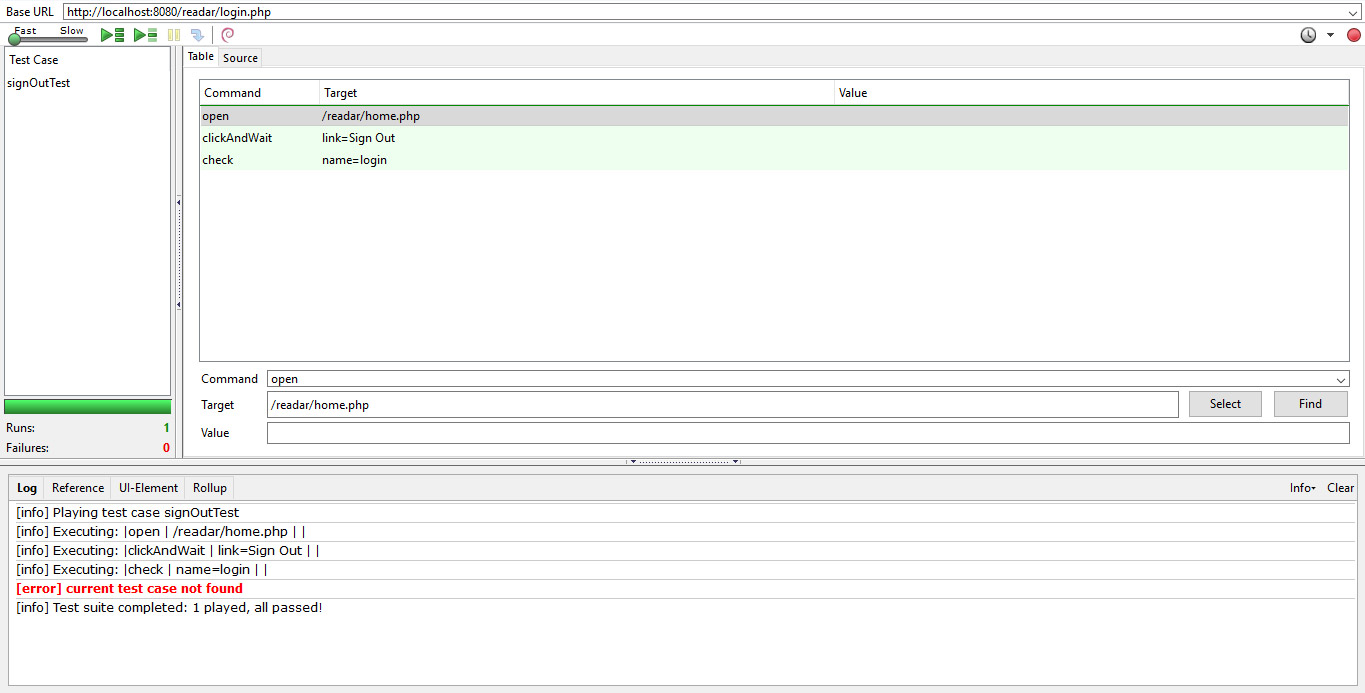 Base URL http://localhost:8080/readar/login.php
Fast Slow
Test Case
signOutTest
Table Source
Command Target Value
open /readar/home.php
clickAndWait link=Sign Out
check name=login
Command open
Target /readar/home.php Select Find
Value
Runs: 1
Failures: 0
Log Reference UI-Element Rollup Info Clear
[info] Playing test case signOutTest
[info] Executing: |open | /readar/home.php | |
[info] Executing: |clickAndWait | link=Sign Out | |
[info] Executing: |check | name=login | |
[error] current test case not found
[info] Test suite completed: 1 played, all passed!